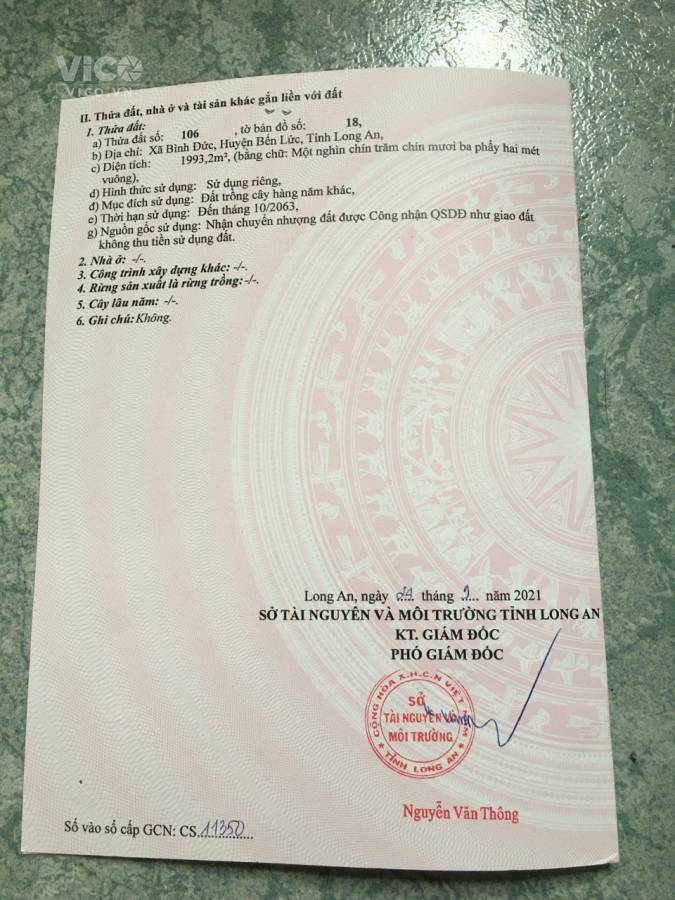 VICO
VICO.VN
II. Thửa đất, nhà ở và tài sản khác gắn liền với đất
1. Thửa đất:
a) Thửa đất số: 106 , tờ bản đồ số: 18,
b) Địa chỉ: Xã Bình Đức, Huyện Bến Lức, Tỉnh Long An,
c) Diện tích: 1993,2m², (bằng chữ: Một nghìn chín trăm chín mươi ba phẩy hai mét
vuông),
d) Hình thức sử dụng: Sử dụng riêng,
đ) Mục đích sử dụng: Đất trồng cây hàng năm khác,
e) Thời hạn sử dụng: Đến tháng 10/2063,
g) Nguồn gốc sử dụng: Nhận chuyển nhượng đất được Công nhận QSDĐ như giao đất
không thu tiền sử dụng đất.
2. Nhà ở: -/-.
3. Công trình xây dựng khác: -/-.
4. Rừng sản xuất là rừng trồng: -/-.
5. Cây lâu năm: -/-.
6. Ghi chú: Không.
Long An, ngày tháng 2 năm 2021
SỞ TÀI NGUYÊN VÀ MÔI TRƯỜNG TỈNH LONG AN
KT. GIÁM ĐỐC
PHÓ GIÁM ĐỐC
CỘNG HÒA X.H.C.N VIỆT NAM
SỞ
TÀI NGUYÊN VÀ
MÔI TRƯỜNG
TỈNH LONG AN
Nguyễn Văn Thông
Số vào sổ cấp GCN: CS 11350